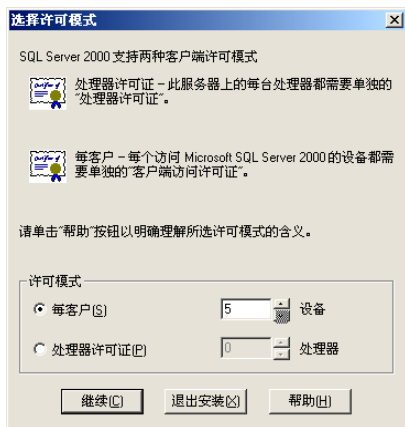 选择许可模式
SQL Server 2000 支持两种客户端许可模式
处理器许可证 - 此服务器上的每台处理器都需要单独的
“处理器许可证”。
每客户 - 每个访问 Microsoft SQL Server 2000 的设备都需
要单独的“客户端访问许可证”。
请单击“帮助”按钮以明确理解所选许可模式的含义。
许可模式
每客户(S) 5 设备
处理器许可证(P) 0 处理器
继续(C) 退出安装(X) 帮助(H)